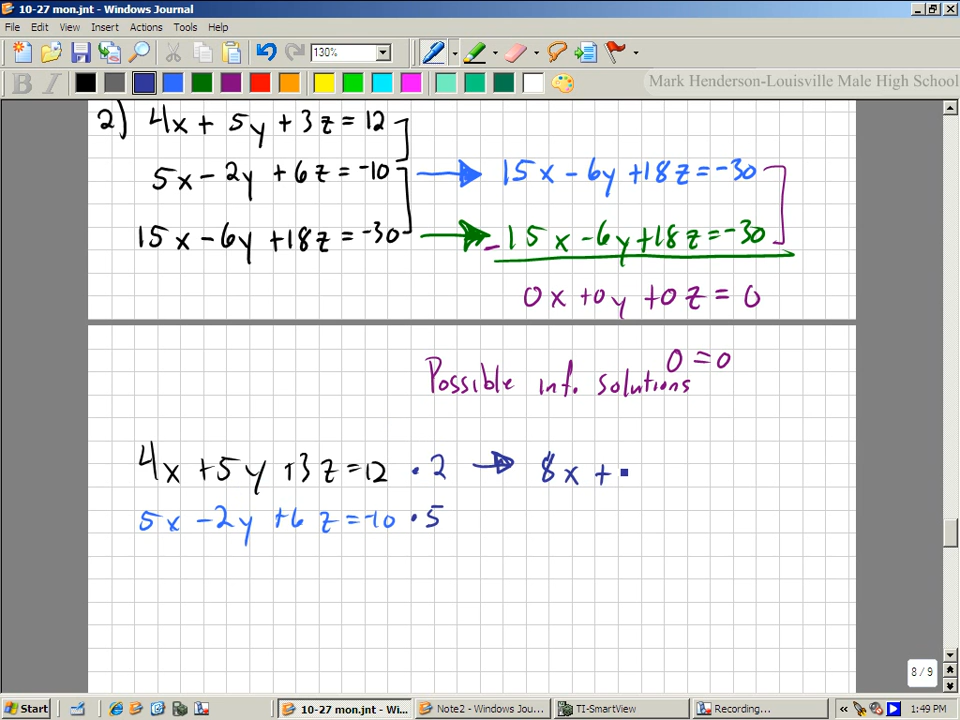 10-27 mon.jnt - Windows Journal
File Edit View Insert Actions Tools Help
130%
Mark Henderson-Louisville Male High School
2) 4x + 5y + 3z = 12
5x - 2y + 6z = -10 → 15x - 6y + 18z = -30
15x - 6y + 18z = -30 → - 15x - 6y + 18z = -30
0x + 0y + 0z = 0
0 = 0
Possible inf. solutions
4x + 5y + 3z = 12 · 2 → 8x +
5x - 2y + 6z = -10 · 5
8 / 9
Start 10-27 mon.jnt - Wi... Note2 - Windows Jou... TI-SmartView Recording... « 1:49 PM